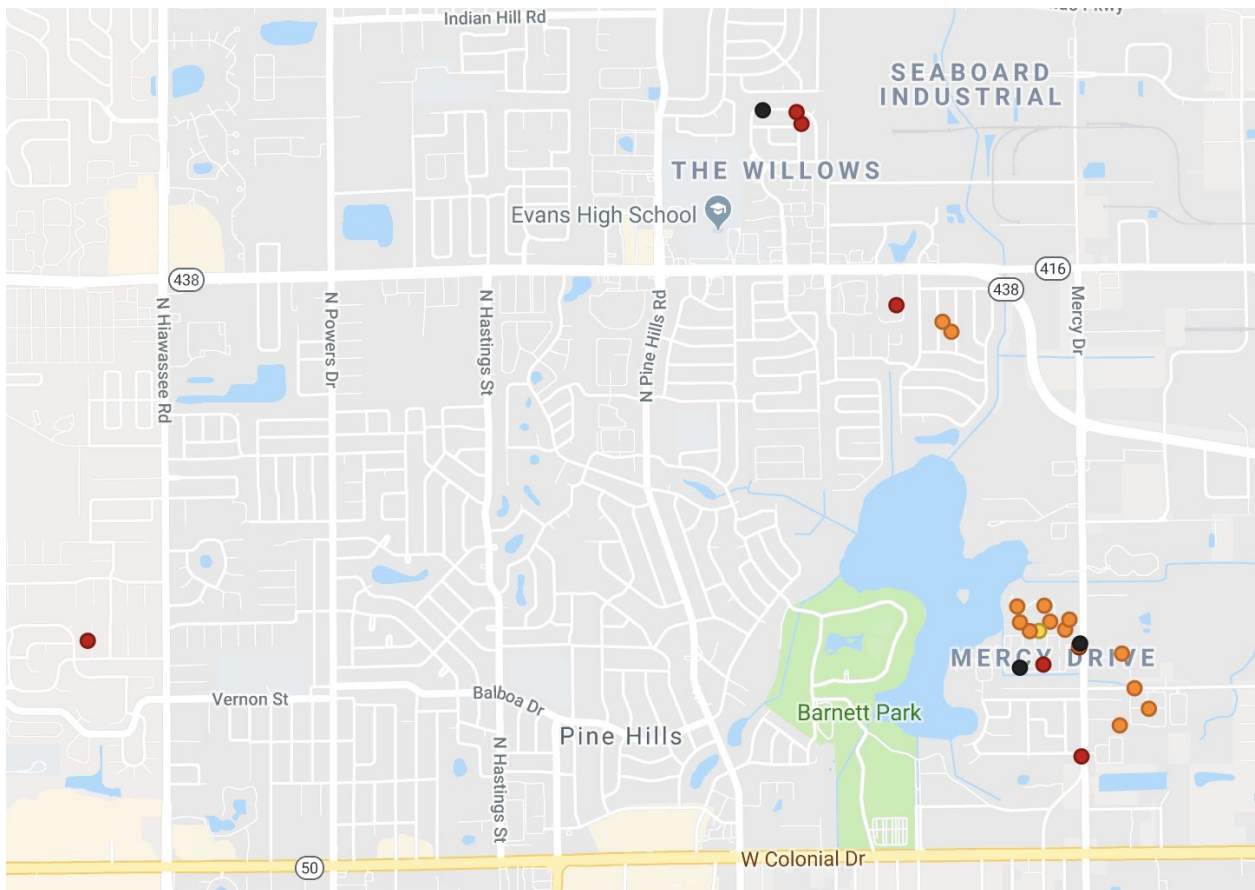 Indian Hill Rd
SEABOARD
INDUSTRIAL
THE WILLOWS
Evans High School
438
416
438
N Hiawassee Rd
N Powers Dr
N Hastings St
N Pine Hills Rd
Mercy Dr
MERCY DRIVE
Vernon St
Balboa Dr
Barnett Park
Pine Hills
N Hastings St
W Colonial Dr
50